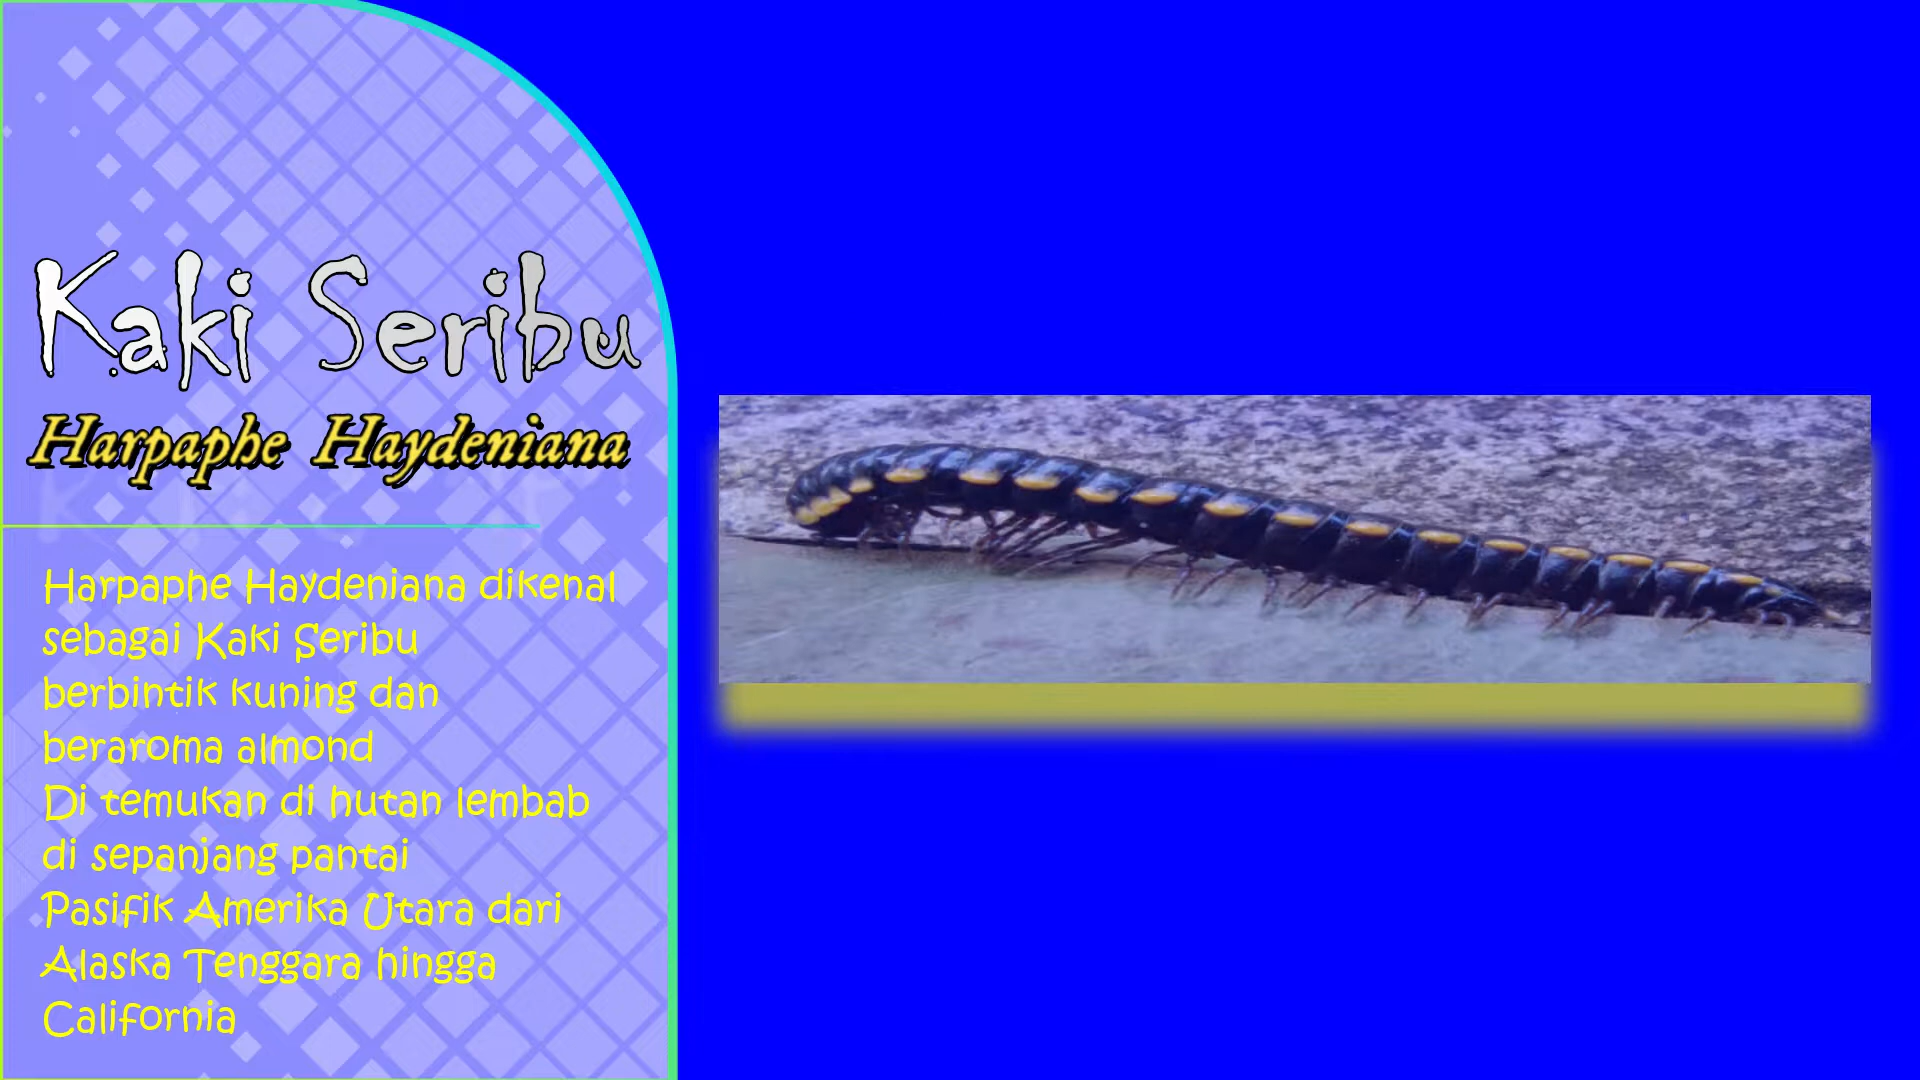 Kaki Seribu
Harpaphe Haydeniana
Harpaphe Haydeniana dikenal
sebagai Kaki Seribu
berbintik kuning dan
beraroma almond
Di temukan di hutan lembab
di sepanjang pantai
Pasifik Amerika Utara dari
Alaska Tenggara hingga
California